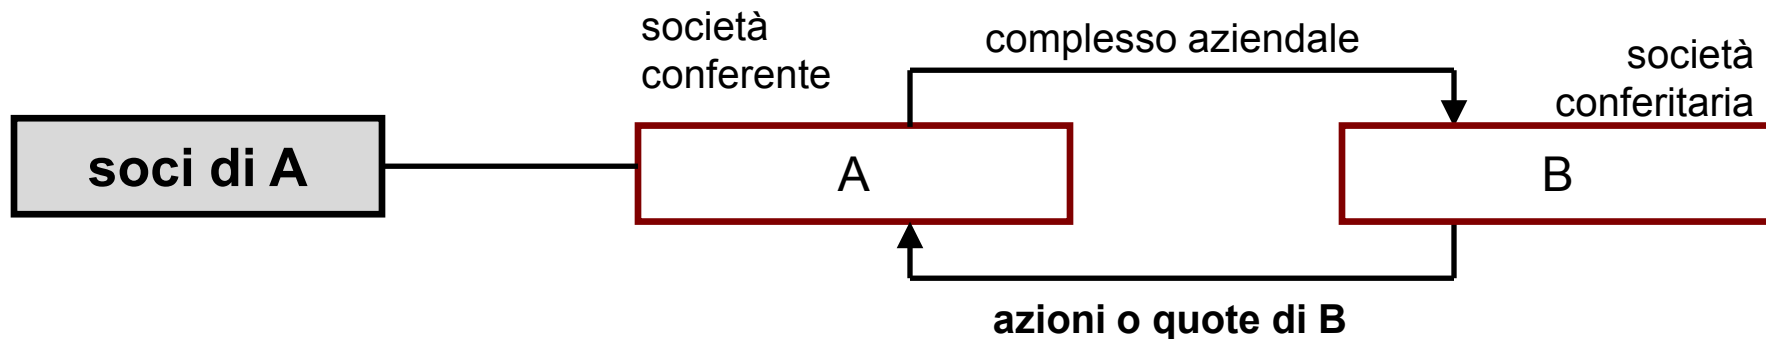 società
conferente
complesso aziendale
società
conferitaria
soci di A
A
B
azioni o quote di B